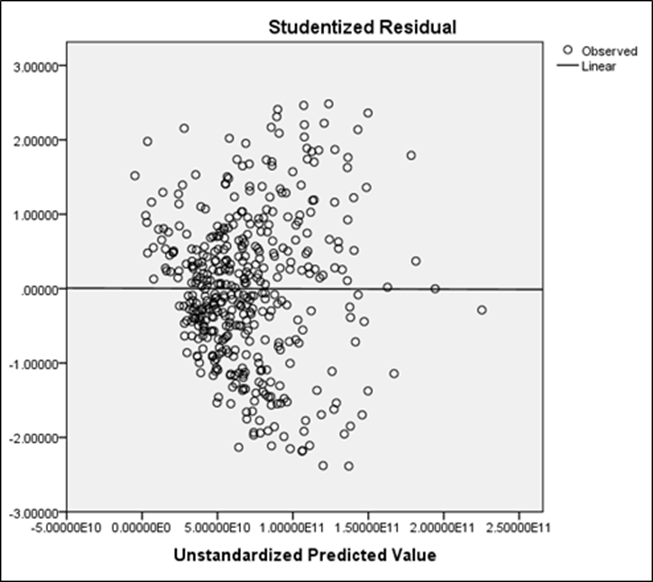 Studentized Residual
Observed
Linear
3.00000
2.00000
1.00000
.00000
-1.00000
-2.00000
-3.00000
-5.00000E10 0.00000E0 5.00000E10 1.00000E11 1.50000E11 2.00000E11 2.50000E11
Unstandardized Predicted Value